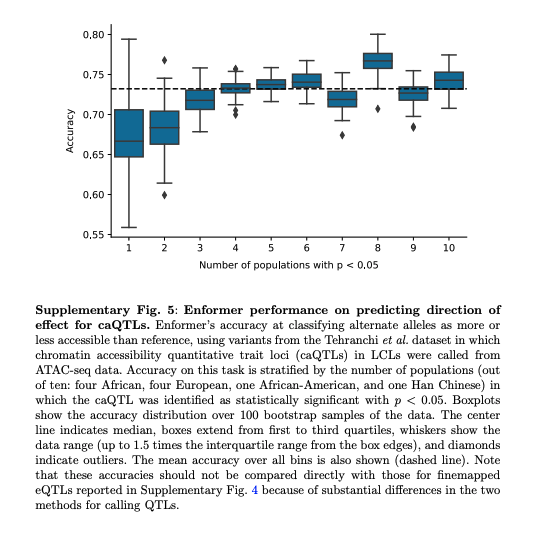 0.80
0.75
0.70
0.65
0.60
0.55
Accuracy
1 2 3 4 5 6 7 8 9 10
Number of populations with p < 0.05
Supplementary Fig. 5: Enformer performance on predicting direction of
effect for caQTLs. Enformer's accuracy at classifying alternate alleles as more or
less accessible than reference, using variants from the Tehranchi et al. dataset in which
chromatin accessibility quantitative trait loci (caQTLs) in LCLs were called from
ATAC-seq data. Accuracy on this task is stratified by the number of populations (out
of ten: four African, four European, one African-American, and one Han Chinese) in
which the caQTL was identified as statistically significant with p < 0.05. Boxplots
show the accuracy distribution over 100 bootstrap samples of the data. The center
line indicates median, boxes extend from first to third quartiles, whiskers show the
data range (up to 1.5 times the interquartile range from the box edges), and diamonds
indicate outliers. The mean accuracy over all bins is also shown (dashed line). Note
that these accuracies should not be compared directly with those for finemapped
eQTLs reported in Supplementary Fig. 4 because of substantial differences in the two
methods for calling QTLs.